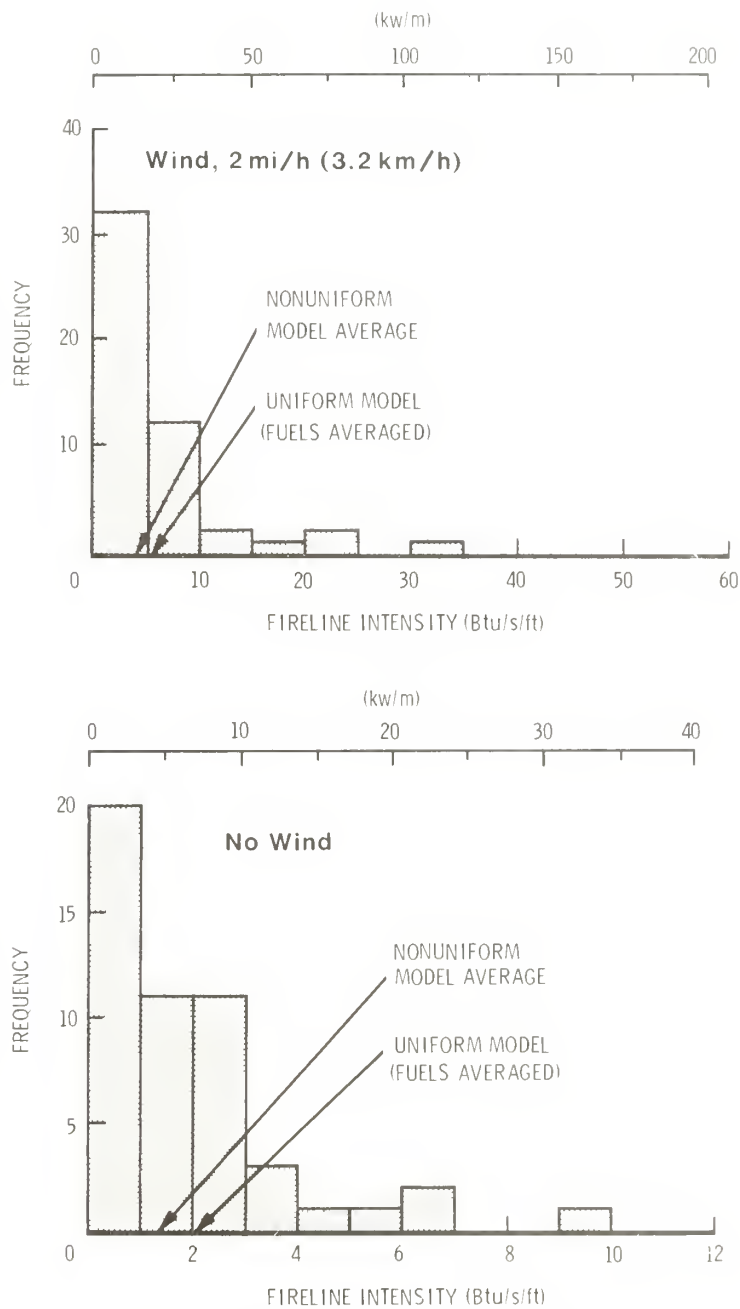 (kw/m)
0 50 100 150 200
40
Wind, 2 mi/h (3.2 km/h)
30
NONUNIFORM
MODEL AVERAGE
FREQUENCY
20
UNIFORM MODEL
(FUELS AVERAGED)
10
0 10 20 30 40 50 60
FIRELINE INTENSITY (Btu/s/ft)
(kw/m)
0 10 20 30 40
20
No Wind
15
NONUNIFORM
MODEL AVERAGE
FREQUENCY
10
UNIFORM MODEL
(FUELS AVERAGED)
5
0 2 4 6 8 10 12
FIRELINE INTENSITY (Btu/s/ft)